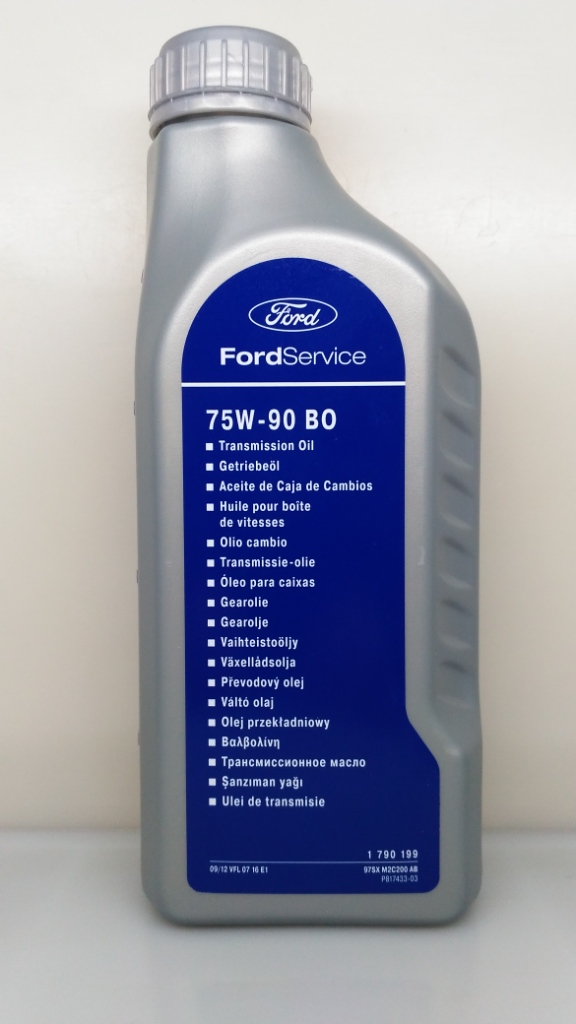 Ford
FordService
75W-90 BO
Transmission Oil
Getriebeöl
Aceite de Caja de Cambios
Huile pour boîte
de vitesses
Olio cambio
Transmissie-olie
Óleo para caixas
Gearolie
Gearolje
Vaihteistoöljy
Växellådsolja
Převodový olej
Váltó olaj
Olej przekładniowy
Βαλβολίνη
Трансмиссионное масло
Şanzıman yağı
Ulei de transmisie
1 790 199
09/12 VFL 07 16 E1
97SX M2C200 AB
PB17433-03